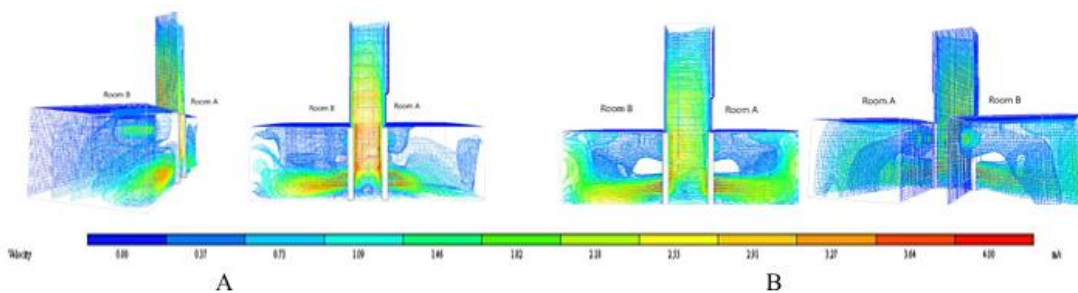 Room B Room A Room B Room A Room B Room A Room A Room B
Velocity 0.00 0.37 0.73 1.09 1.46 1.82 2.18 2.55 2.91 3.27 3.64 4.00 m/s
A B